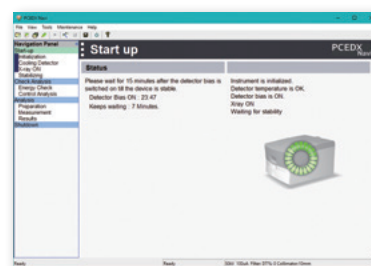 PCEDX Navi
File View Tools Maintenance Help
Navigation Panel
Start-up
Initialization
Cooling Detector
X-ray ON
Stabilizing
Check Analysis
Energy Check
Control Analysis
Analysis
Preparation
Measurement
Results
Shutdown
Start up
PCEDX
Navi
Status
Please wait for 15 minutes after the detector bias is
switched on till the device is stable.
Detector Bias ON : 23:47
Keeps waiting : 7 Minutes.
Instrument is initialized.
Detector temperature is OK.
Detector bias is ON.
Xray ON
Waiting for stability
Ready
Ready